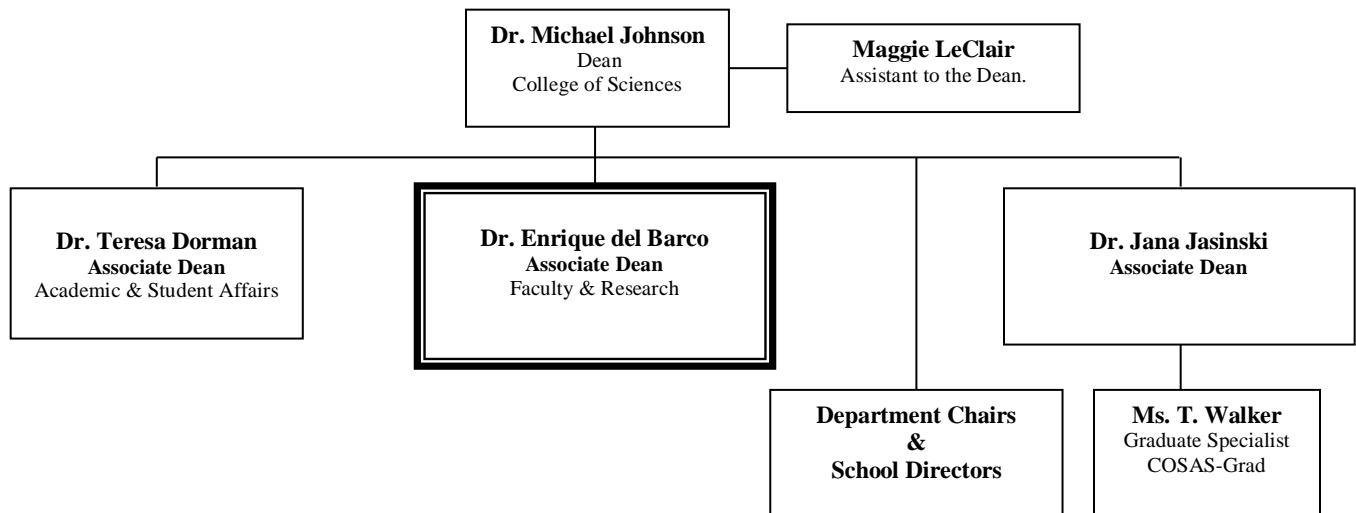 Dr. Michael Johnson
Dean
College of Sciences
Maggie LeClair
Assistant to the Dean.
Dr. Teresa Dorman
Associate Dean
Academic & Student Affairs
Dr. Enrique del Barco
Associate Dean
Faculty & Research
Dr. Jana Jasinski
Associate Dean
Department Chairs
&
School Directors
Ms. T. Walker
Graduate Specialist
COSAS-Grad